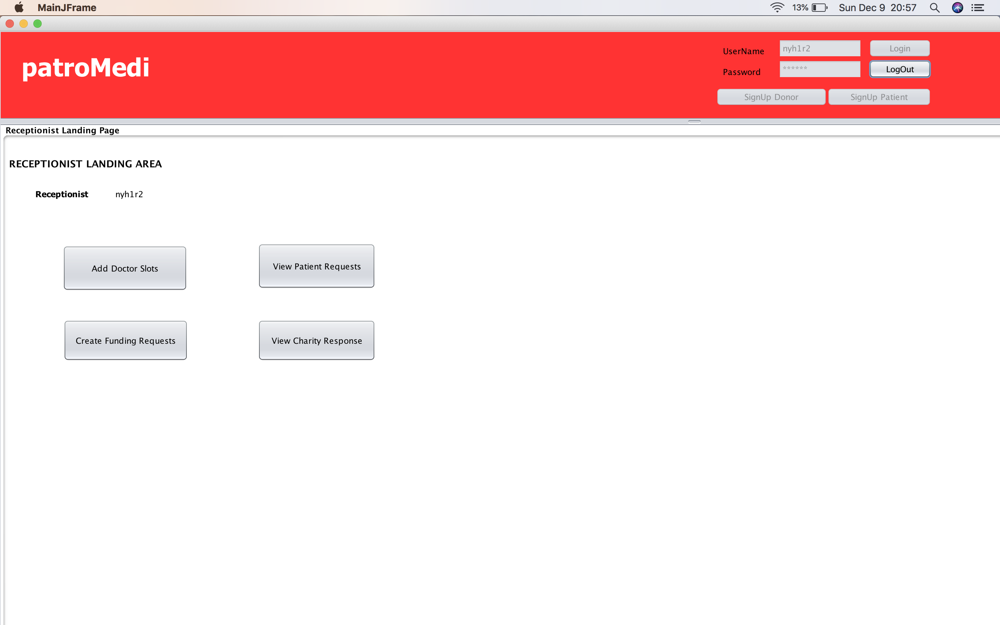 MainJFrame 13% Sun Dec 9 20:57
patroMedi
UserName nyh1r2 Login
Password ****** LogOut
SignUp Donor SignUp Patient
Receptionist Landing Page
RECEPTIONIST LANDING AREA
Receptionist nyh1r2
Add Doctor Slots View Patient Requests
Create Funding Requests View Charity Response